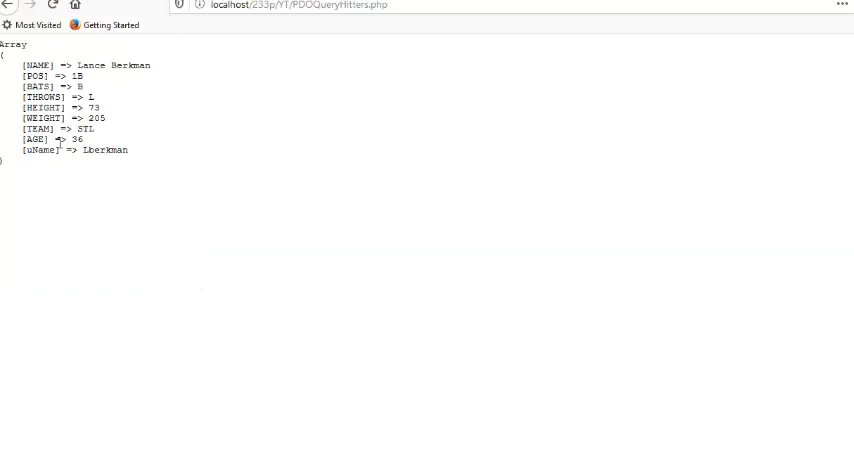 localhost/233p/YT/PDOQueryHitters.php
Most Visited Getting Started
Array
(
[NAME] => Lance Berkman
[POS] => 1B
[BATS] => B
[THROWS] => L
[HEIGHT] => 73
[WEIGHT] => 205
[TEAM] => STL
[AGE] => 36
[uName] => Lberkman
)